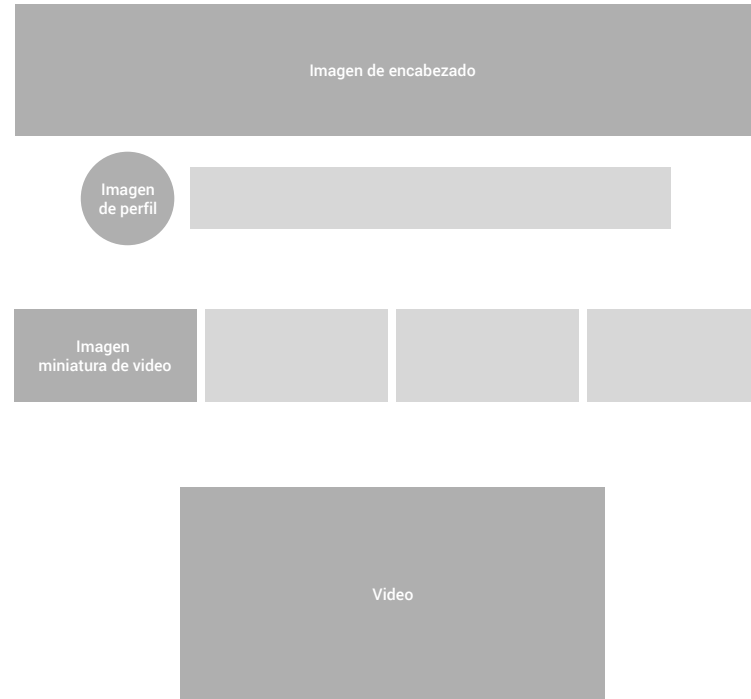 Imagen de encabezado
Imagen
de perfil
Imagen
miniatura de video
Video